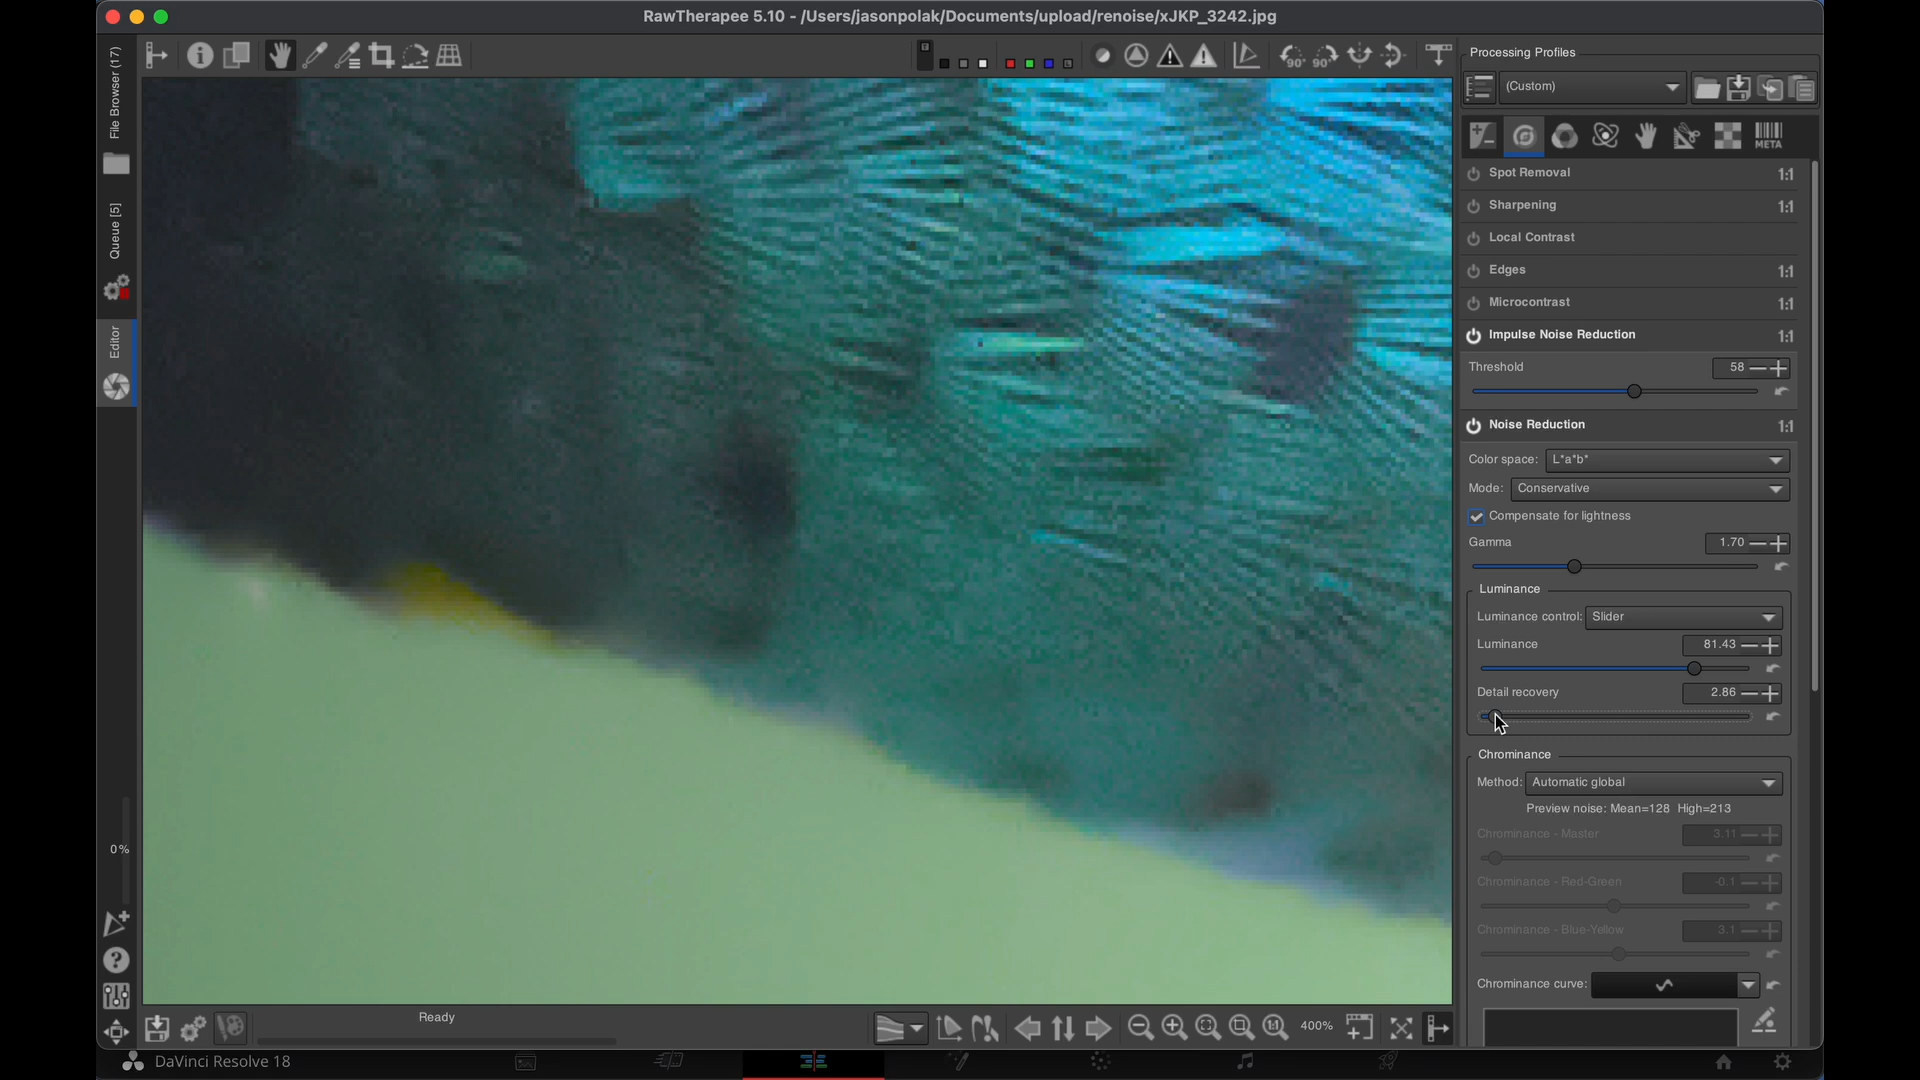 RawTherapee 5.10 - /Users/jasonpolak/Documents/upload/renoise/xJKP_3242.jpg
File Browser (17)
Queue [5]
Editor
0%
90°
90°
Processing Profiles
(Custom)
META
Spot Removal 1:1
Sharpening 1:1
Local Contrast
Edges 1:1
Microcontrast 1:1
Impulse Noise Reduction 1:1
Threshold 58
Noise Reduction 1:1
Color space: L*a*b*
Mode: Conservative
Compensate for lightness
Gamma 1.70
Luminance
Luminance control: Slider
Luminance 81.43
Detail recovery 2.86
Chrominance
Method: Automatic global
Preview noise: Mean=128 High=213
Chrominance - Master 3.11
Chrominance - Red-Green -0.1
Chrominance - Blue-Yellow 3.1
Chrominance curve:
Ready
1:1
400%
DaVinci Resolve 18